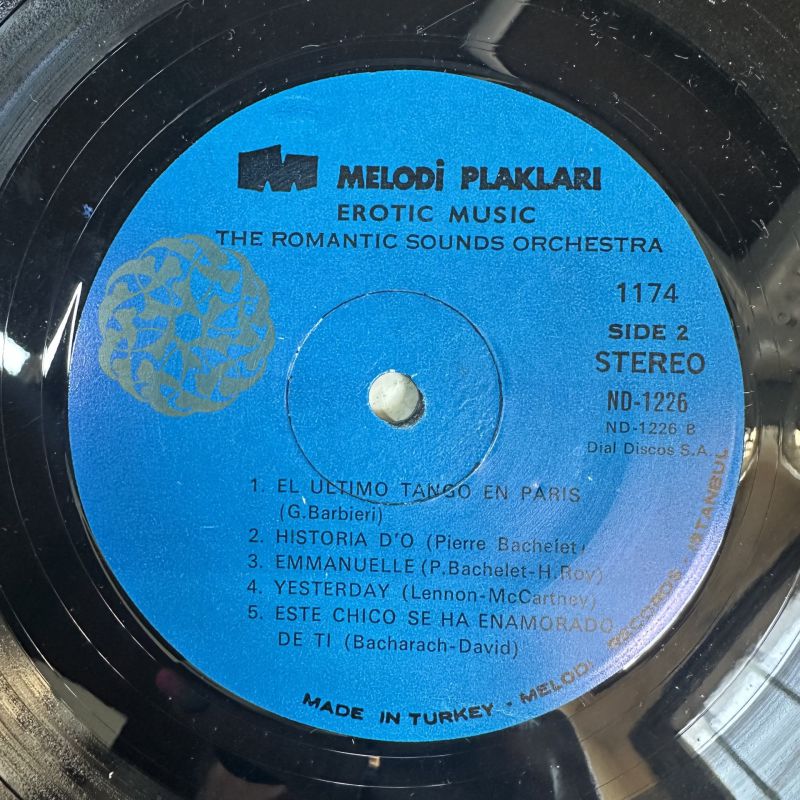 MELODİ PLAKLARI
EROTIC MUSIC
THE ROMANTIC SOUNDS ORCHESTRA
1174
SIDE 2
STEREO
ND-1226
ND-1226 B
Dial Discos S.A.
1. EL ULTIMO TANGO EN PARIS
(G.Barbieri)
2. HISTORIA D'O (Pierre Bachelet)
3. EMMANUELLE (P.Bachelet-H.Roy)
4. YESTERDAY (Lennon-McCartney)
5. ESTE CHICO SE HA ENAMORADO
DE TI (Bacharach-David)
MADE IN TURKEY • MELODİ RECORDS - ISTANBUL